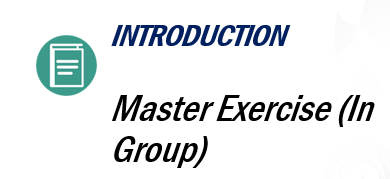 INTRODUCTION
Master Exercise (In
Group)